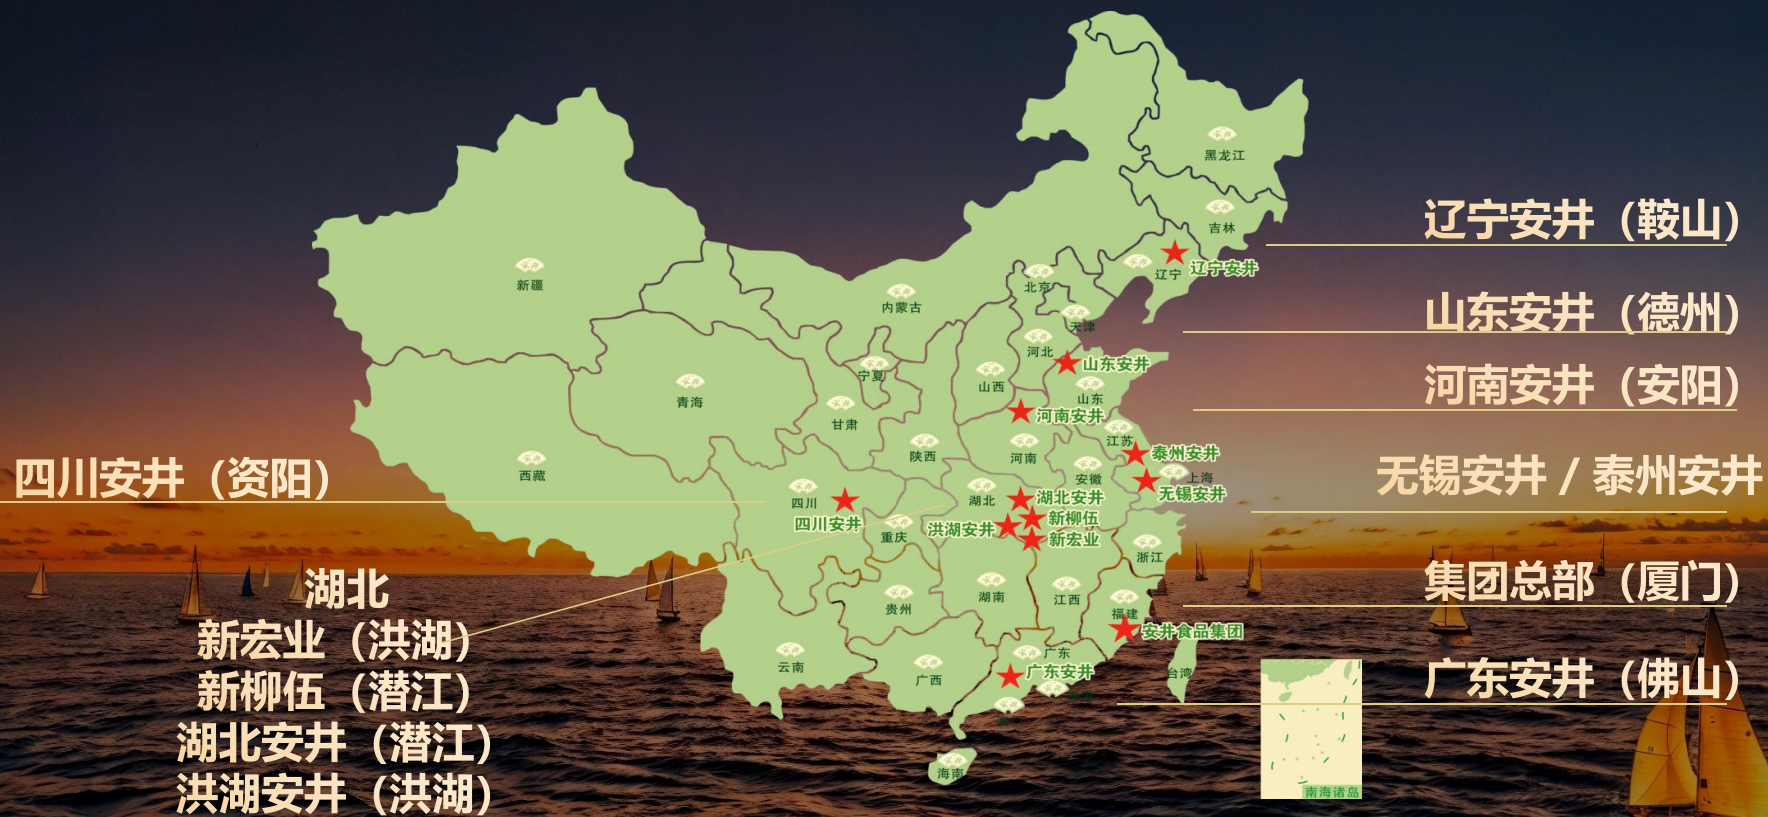 黑龙江
吉林
辽宁
辽宁安井
新疆
内蒙古
北京
天津
河北
山东安井
山西
山东
宁夏
青海
甘肃
河南安井
江苏
泰州安井
陕西
河南
安徽
上海
无锡安井
西藏
四川
四川安井
湖北
湖北安井
新柳伍
洪湖安井
新宏业
重庆
浙江
贵州
湖南
江西
福建
安井食品集团
云南
广西
广东
广东安井
台湾
海南
南海诸岛
辽宁安井（鞍山）
山东安井（德州）
河南安井（安阳）
无锡安井 / 泰州安井
集团总部（厦门）
广东安井（佛山）
四川安井（资阳）
湖北
新宏业（洪湖）
新柳伍（潜江）
湖北安井（潜江）
洪湖安井（洪湖）